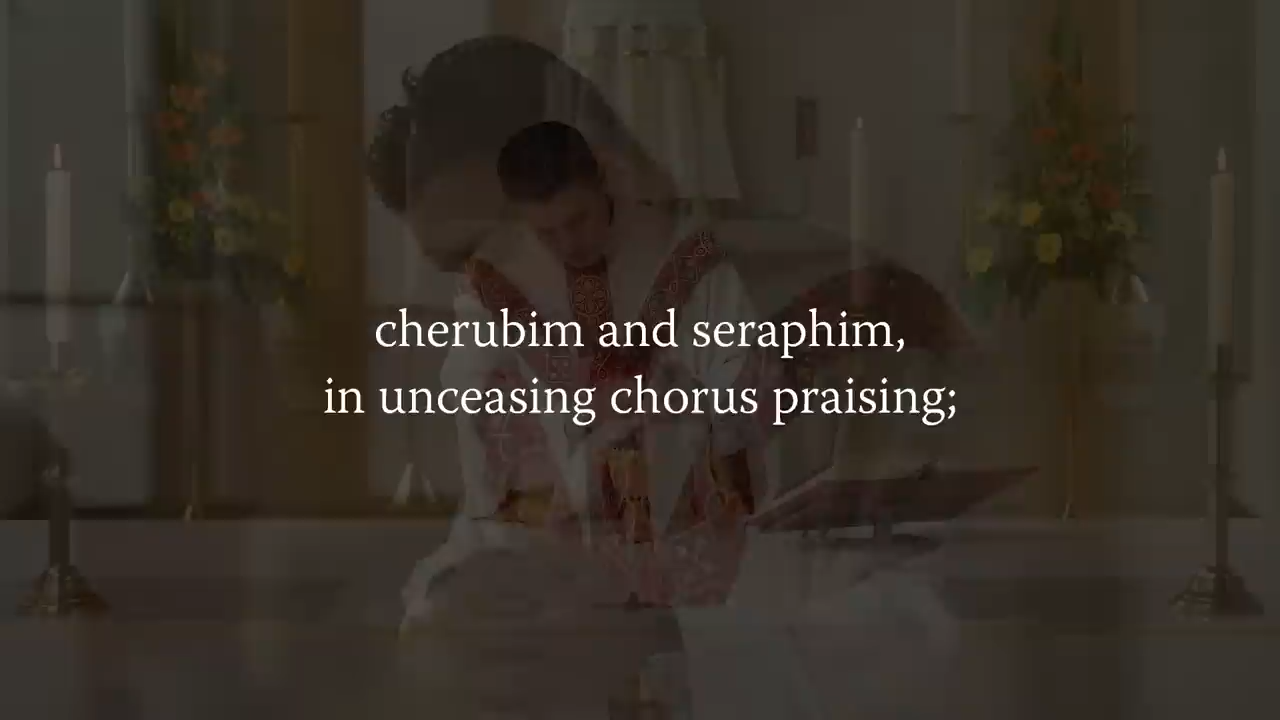 cherubim and seraphim,
in unceasing chorus praising;